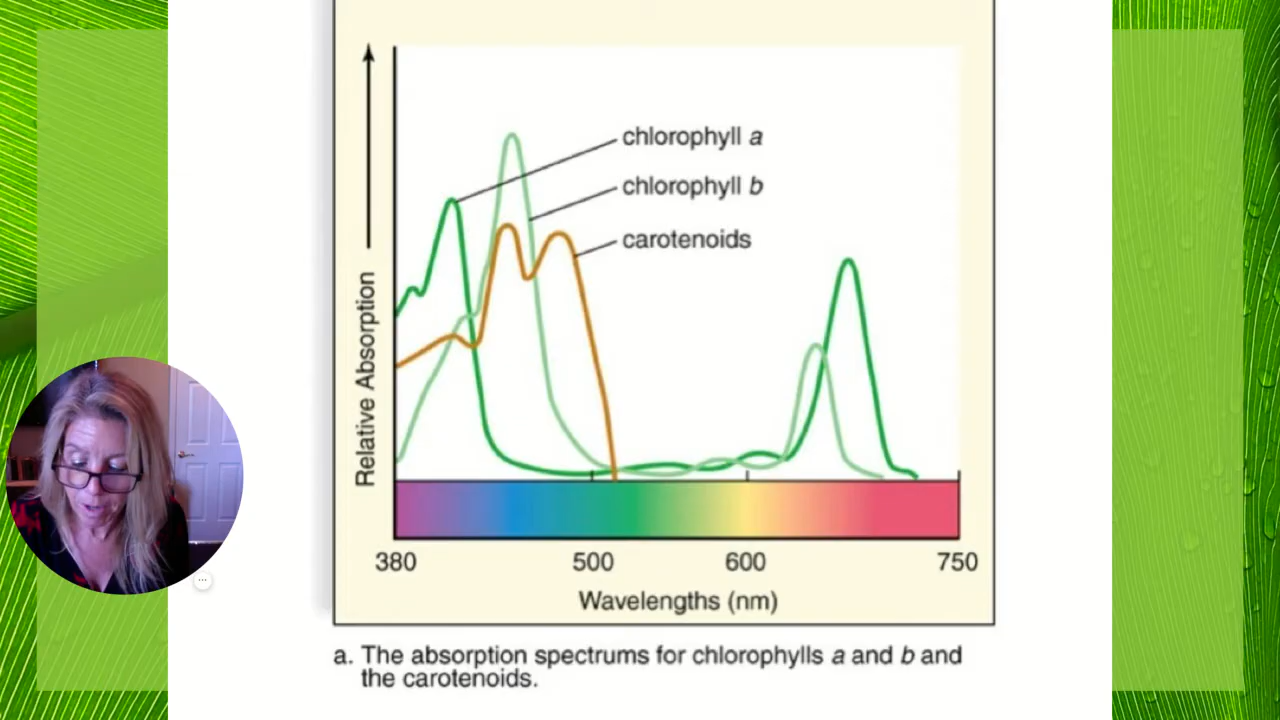 chlorophyll a
chlorophyll b
carotenoids
Relative Absorption
380 500 600 750
Wavelengths (nm)
a. The absorption spectrums for chlorophylls a and b and
the carotenoids.